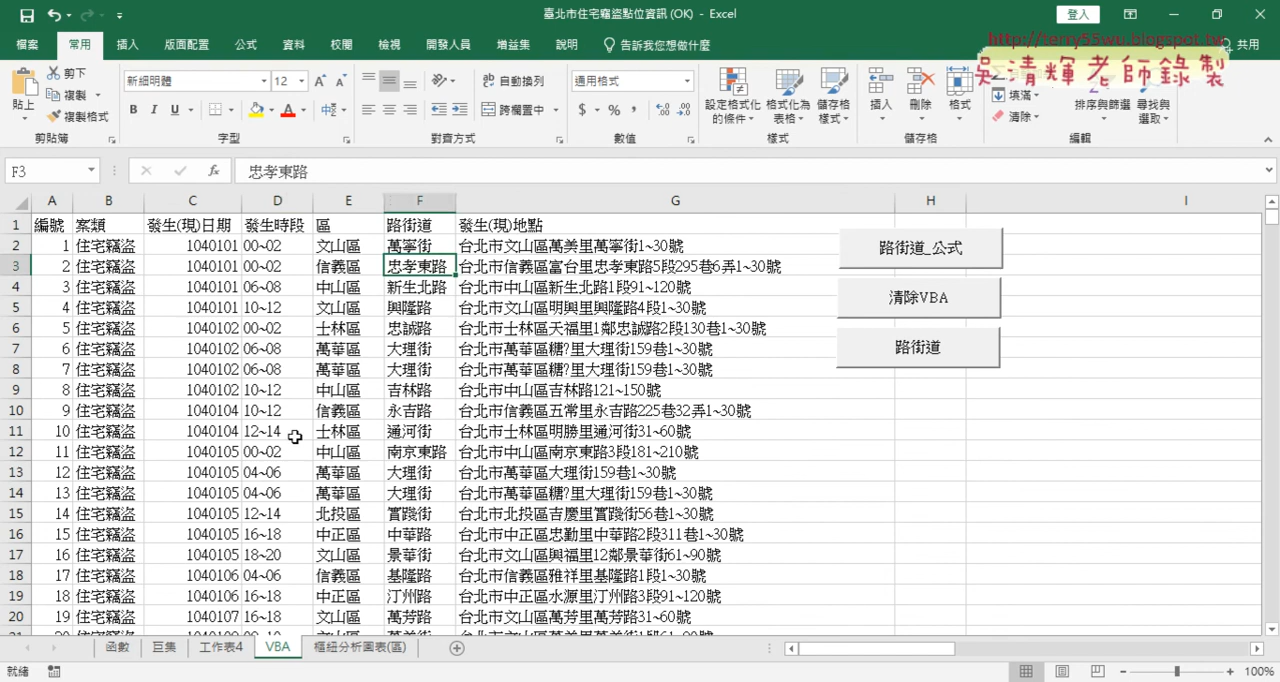 臺北市住宅竊盜點位資訊 (OK) - Excel
登入
http://terry55wu.blogspot.tw
吳清輝老師錄製
檔案 常用 插入 版面配置 公式 資料 校閱 檢視 開發人員 增益集 說明 告訴我您想做什麼 共用
貼上 剪下 複製 複製格式
新細明體 12
B I U
自動換列 跨欄置中
通用格式
$ % ,
設定格式化的條件 格式化為表格 儲存格樣式
插入 刪除 格式
填滿 清除 排序與篩選 尋找與選取
剪貼簿 字型 對齊方式 數值 樣式 儲存格 編輯
F3 fx 忠孝東路
A B C D E F G H I
1 編號 案類 發生(現)日期 發生時段 區 路街道 發生(現)地點
2 1 住宅竊盜 1040101 00~02 文山區 萬寧街 台北市文山區萬美里萬寧街1~30號
3 2 住宅竊盜 1040101 00~02 信義區 忠孝東路 台北市信義區富台里忠孝東路5段295巷6弄1~30號
4 3 住宅竊盜 1040101 06~08 中山區 新生北路 台北市中山區新生北路1段91~120號
5 4 住宅竊盜 1040101 10~12 文山區 興隆路 台北市文山區明興里興隆路4段1~30號
6 5 住宅竊盜 1040102 00~02 士林區 忠誠路 台北市士林區天福里1鄰忠誠路2段130巷1~30號
7 6 住宅竊盜 1040102 06~08 萬華區 大理街 台北市萬華區糖?里大理街159巷1~30號
8 7 住宅竊盜 1040102 06~08 萬華區 大理街 台北市萬華區糖?里大理街159巷1~30號
9 8 住宅竊盜 1040102 10~12 中山區 吉林路 台北市中山區吉林路121~150號
10 9 住宅竊盜 1040104 10~12 信義區 永吉路 台北市信義區五常里永吉路225巷32弄1~30號
11 10 住宅竊盜 1040104 12~14 士林區 通河街 台北市士林區明勝里通河街31~60號
12 11 住宅竊盜 1040105 00~02 中山區 南京東路 台北市中山區南京東路3段181~210號
13 12 住宅竊盜 1040105 04~06 萬華區 大理街 台北市萬華區大理街159巷1~30號
14 13 住宅竊盜 1040105 04~06 萬華區 大理街 台北市萬華區糖?里大理街159巷1~30號
15 14 住宅竊盜 1040105 12~14 北投區 實踐街 台北市北投區吉慶里實踐街56巷1~30號
16 15 住宅竊盜 1040105 16~18 中正區 中華路 台北市中正區忠勤里中華路2段311巷1~30號
17 16 住宅竊盜 1040105 18~20 文山區 景華街 台北市文山區興福里12鄰景華街61~90號
18 17 住宅竊盜 1040106 04~06 信義區 基隆路 台北市信義區雅祥里基隆路1段1~30號
19 18 住宅竊盜 1040106 16~18 中正區 汀州路 台北市中正區水源里汀州路3段91~120號
20 19 住宅竊盜 1040107 16~18 文山區 萬芳路 台北市文山區萬芳里萬芳路31~60號
路街道_公式
清除VBA
路街道
函數 巨集 工作表4 VBA 樞紐分析圖表(區)
就緒 100%